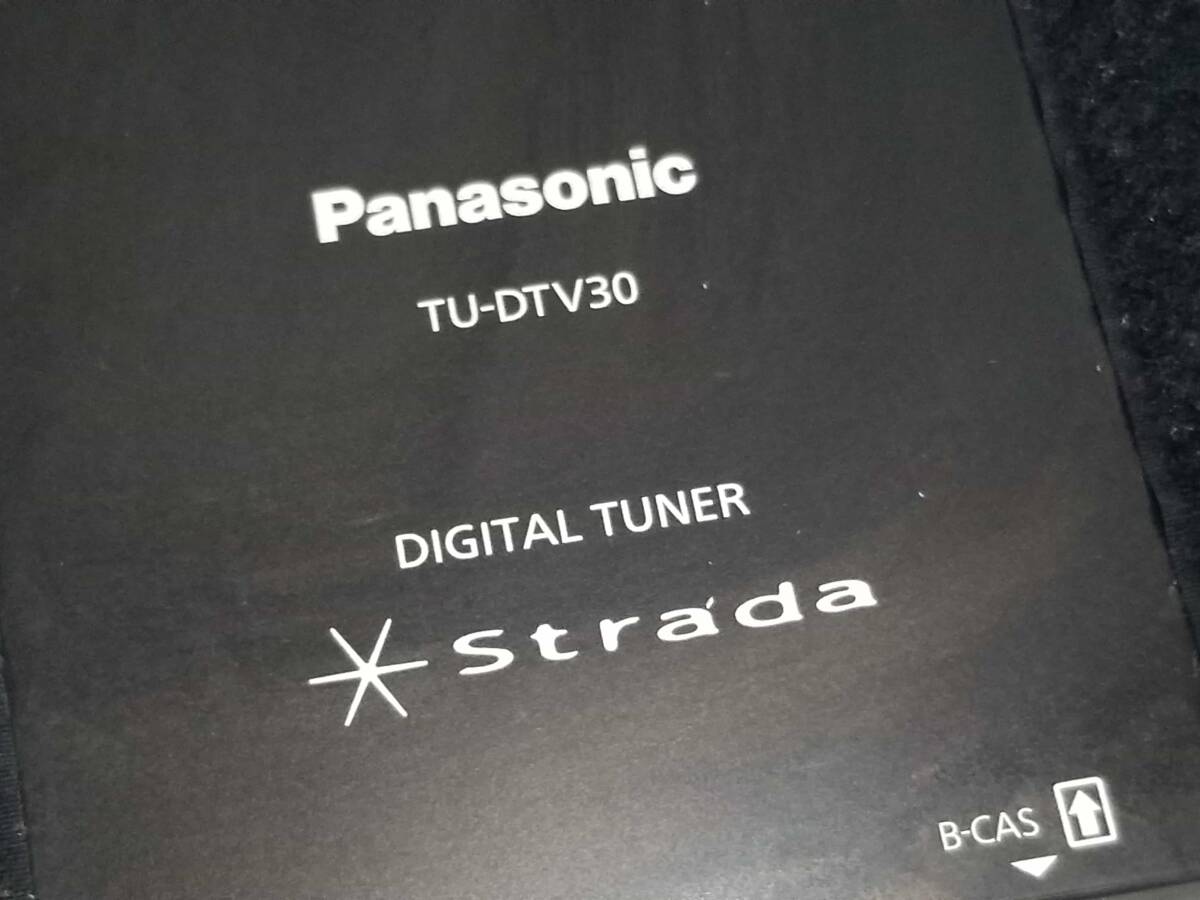 Panasonic
TU-DTV30
DIGITAL TUNER
Strada
B-CAS